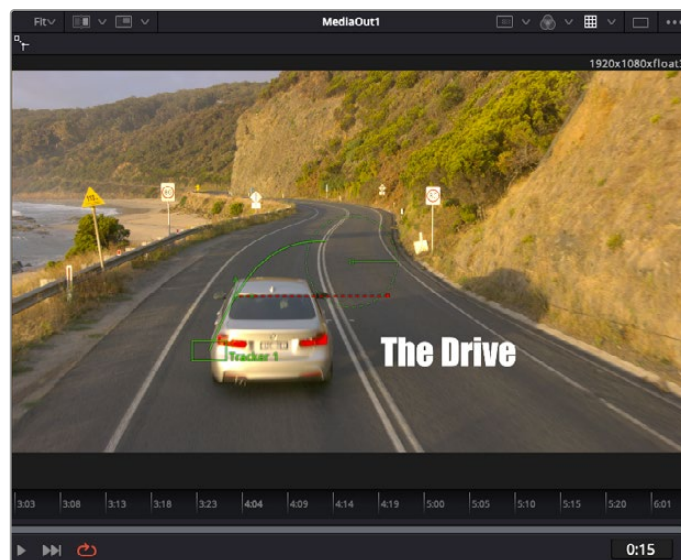 Fit
MediaOut1
1920x1080xfloat3
Tracker 1
The Drive
3:03 3:08 3:13 3:18 3:23 4:04 4:09 4:14 4:19 5:00 5:05 5:10 5:15 5:20 6:01
0:15